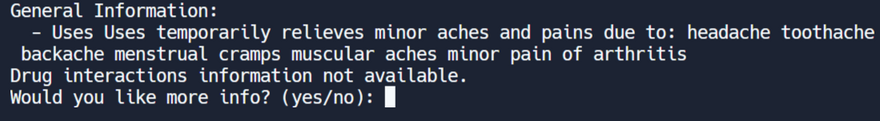 General Information:
  - Uses Uses temporarily relieves minor aches and pains due to: headache toothache
 backache menstrual cramps muscular aches minor pain of arthritis
Drug interactions information not available.
Would you like more info? (yes/no):